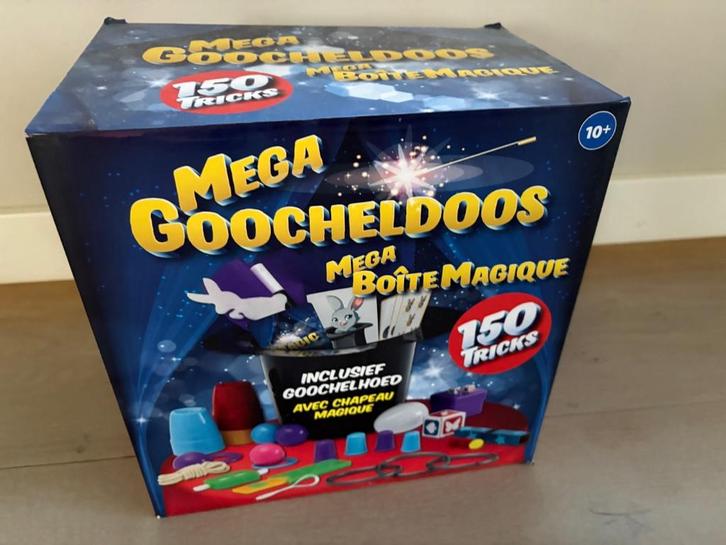 MEGA
GOOCHELDOOS
MEGA
BOÎTE MAGIQUE
150
TRICKS
10+
MEGA
GOOCHELDOOS
MEGA
BOÎTE MAGIQUE
150
TRICKS
INCLUSIEF
GOOCHELHOED
AVEC CHAPEAU
MAGIQUE